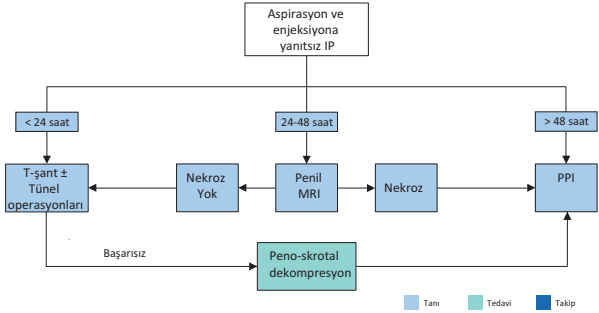 Aspirasyon ve
enjeksiyona
yanıtsız IP
< 24 saat
24-48 saat
> 48 saat
T-şant ±
Tünel
operasyonları
Nekroz
Yok
Penil
MRI
Nekroz
PPI
Başarısız
Peno-skrotal
dekompresyon
Tanı
Tedavi
Takip